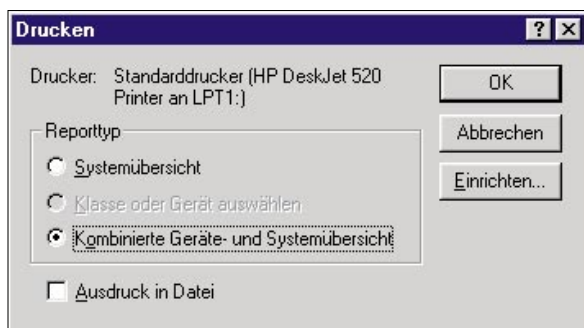 Drucken
Drucker: Standarddrucker (HP DeskJet 520
Printer an LPT1:)
OK
Abbrechen
Einrichten...
Reporttyp
Systemübersicht
Klasse oder Gerät auswählen
Kombinierte Geräte- und Systemübersicht
Ausdruck in Datei